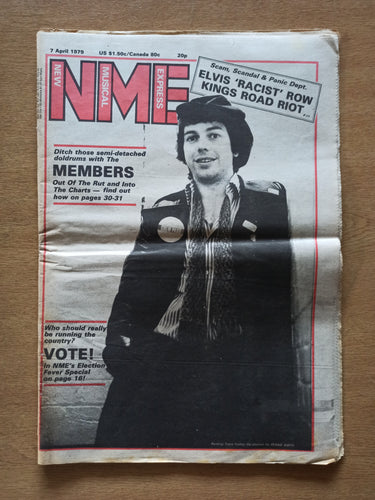 7 April 1979 US $1.50c/Canada 80c 20p
NEW
MUSICAL
EXPRESS
NME
Scam, Scandal & Panic Dept.
ELVIS 'RACIST' ROW
KINGS ROAD RIOT
Ditch those semi-detached
doldrums with The
MEMBERS
Out Of The Rut and Into
The Charts — find out
how on pages 30-31
Who should really
be running the
country?
VOTE!
In NME's Election
Fever Special
on page 16!